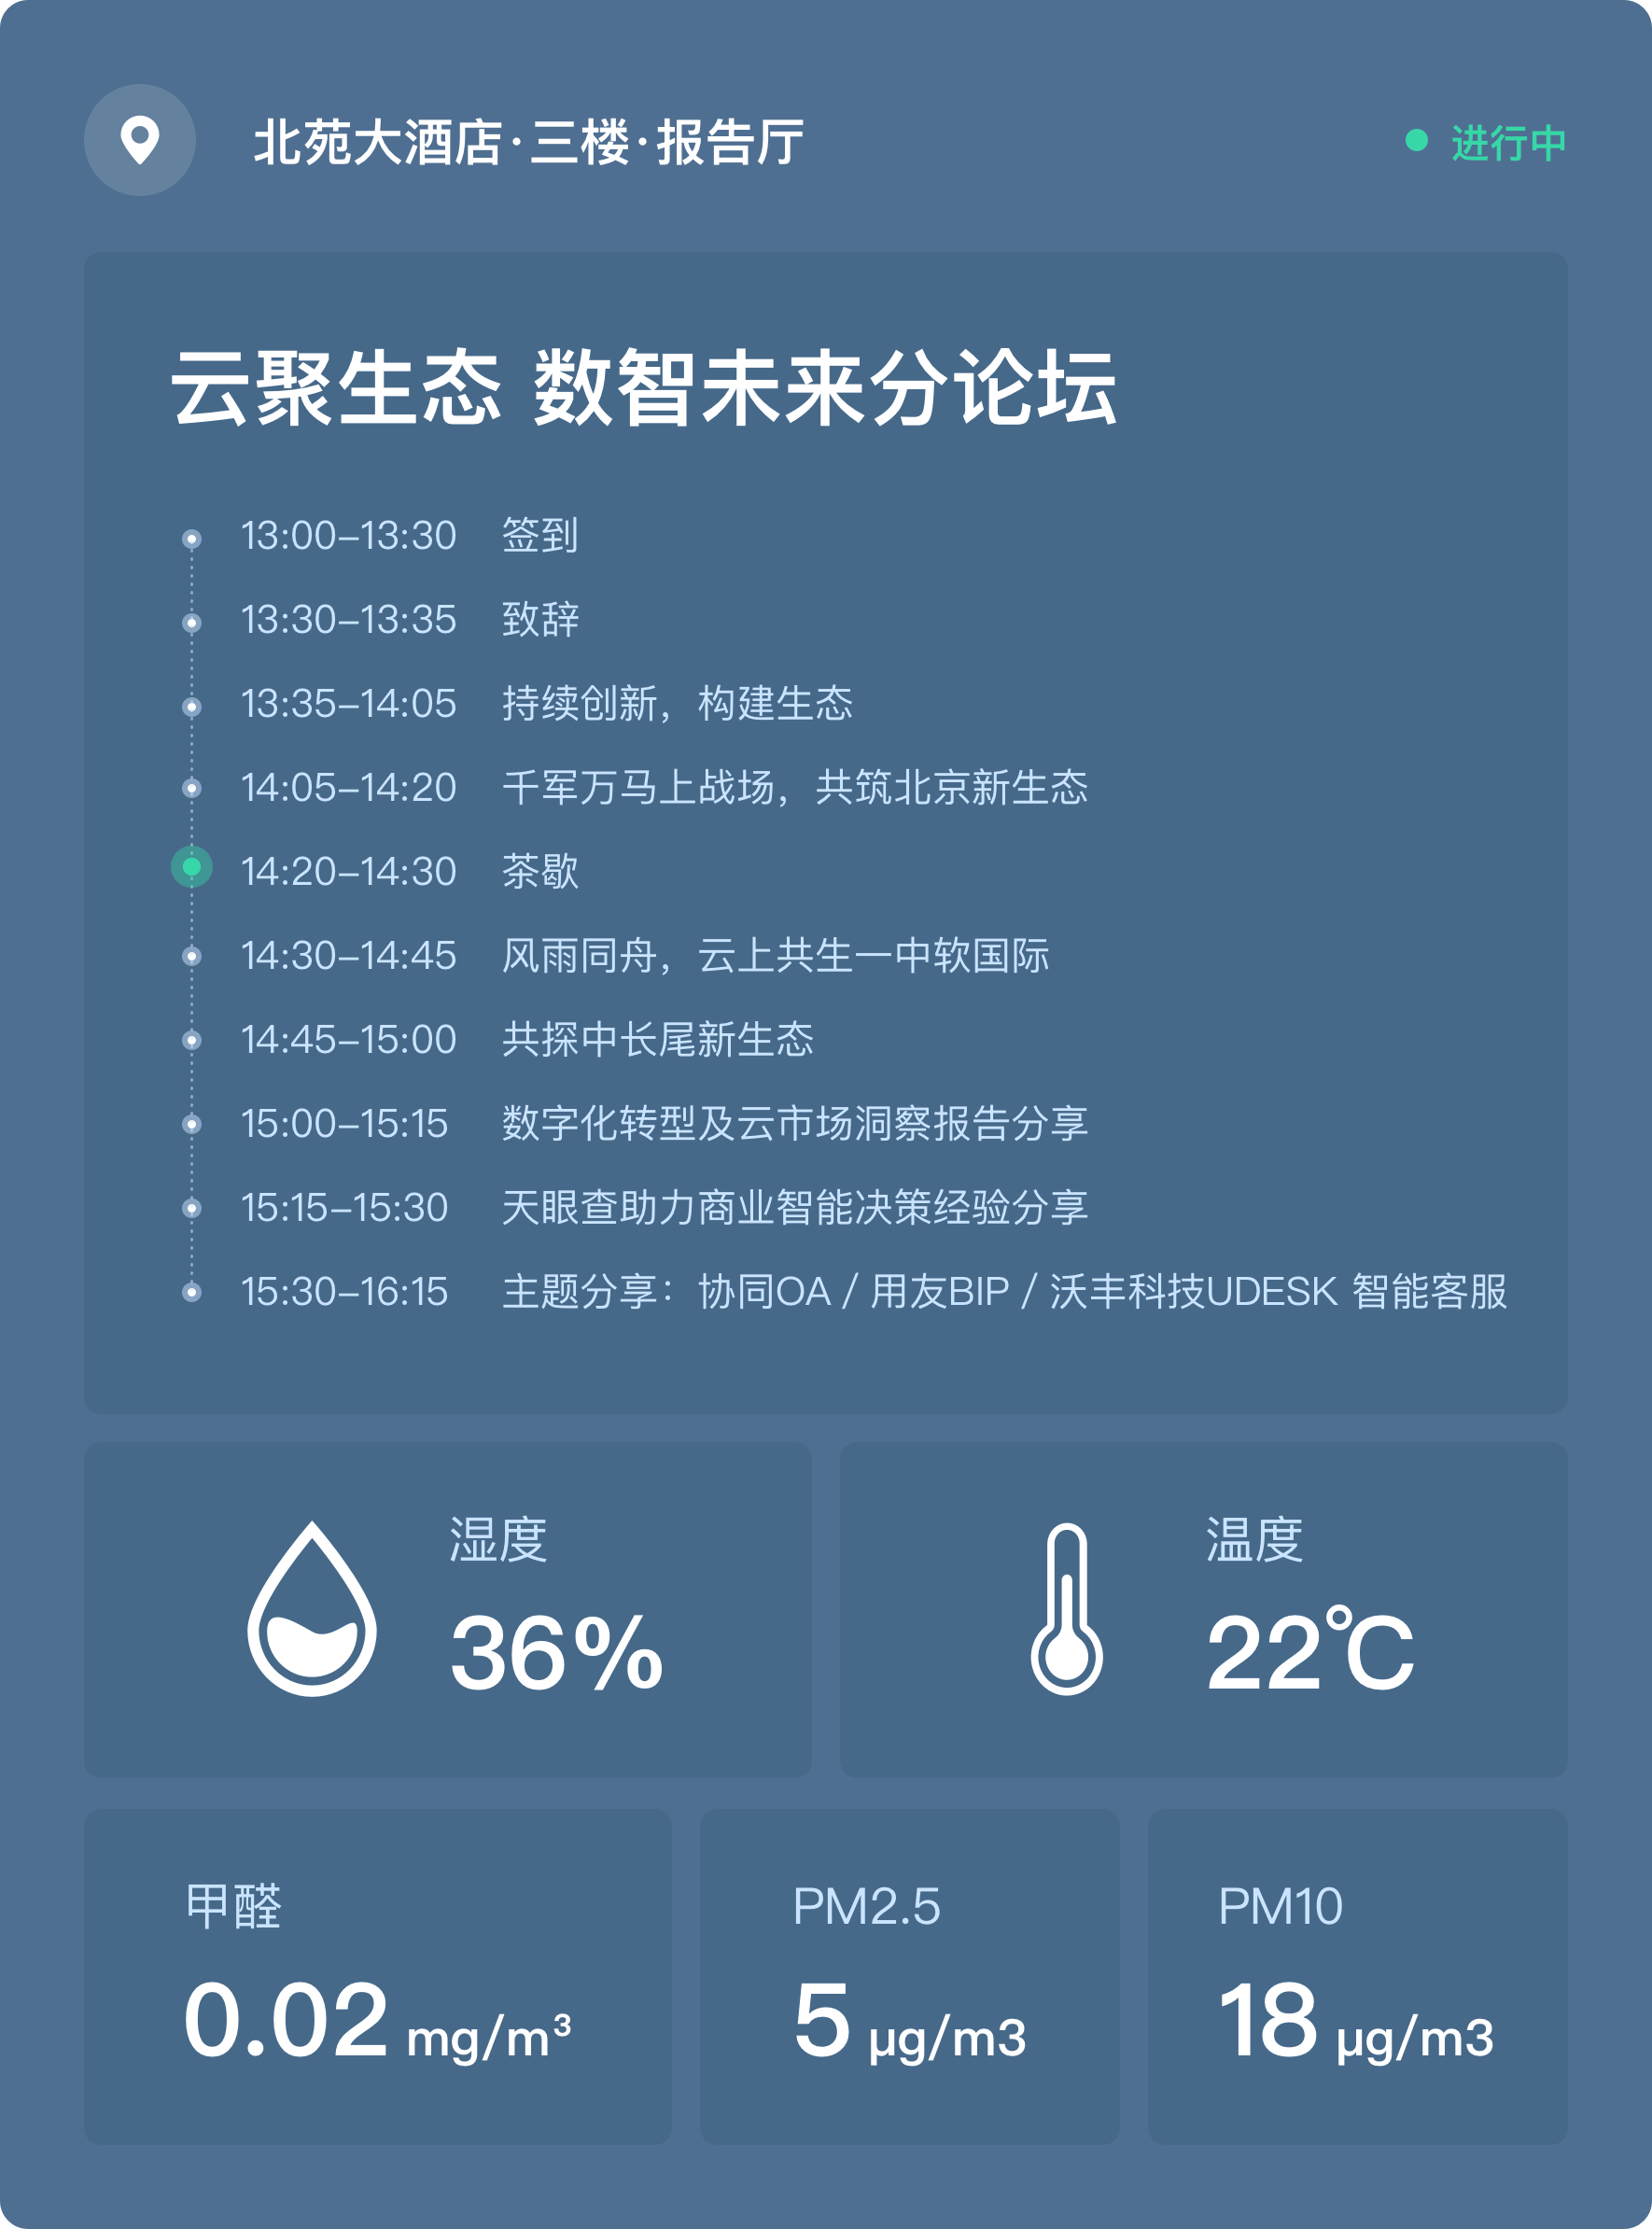 北苑大酒店·三楼·报告厅
进行中
云聚生态 数智未来分论坛
13:00–13:30 签到
13:30–13:35 致辞
13:35–14:05 持续创新，构建生态
14:05–14:20 千军万马上战场，共筑北京新生态
14:20–14:30 茶歇
14:30–14:45 风雨同舟，云上共生一中软国际
14:45–15:00 共探中长尾新生态
15:00–15:15 数字化转型及云市场洞察报告分享
15:15–15:30 天眼查助力商业智能决策经验分享
15:30–16:15 主题分享：协同OA / 用友BIP / 沃丰科技UDESK 智能客服
湿度
36%
温度
22℃
甲醛
0.02 mg/m³
PM2.5
5 μg/m3
PM10
18 μg/m3